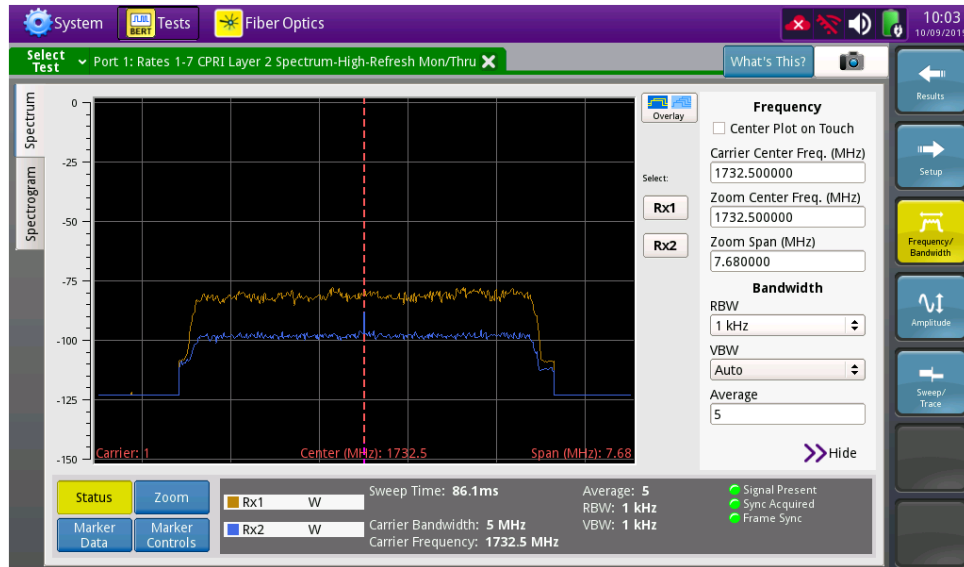 System
BERT
Tests
Fiber Optics
10:03
10/09/2019
Select Test
Port 1: Rates 1-7 CPRI Layer 2 Spectrum-High-Refresh Mon/Thru
What's This?
Spectrum
Spectrogram
0
-25
-50
-75
-100
-125
-150
Carrier: 1
Center (MHz): 1732.5
Span (MHz): 7.68
Overlay
Select:
Rx1
Rx2
Frequency
Center Plot on Touch
Carrier Center Freq. (MHz)
1732.500000
Zoom Center Freq. (MHz)
1732.500000
Zoom Span (MHz)
7.680000
Bandwidth
RBW
1 kHz
VBW
Auto
Average
5
Hide
Results
Setup
Frequency/
Bandwidth
Amplitude
Sweep/
Trace
Status
Zoom
Marker
Data
Marker
Controls
Rx1 W
Rx2 W
Sweep Time: 86.1ms
Carrier Bandwidth: 5 MHz
Carrier Frequency: 1732.5 MHz
Average: 5
RBW: 1 kHz
VBW: 1 kHz
Signal Present
Sync Acquired
Frame Sync